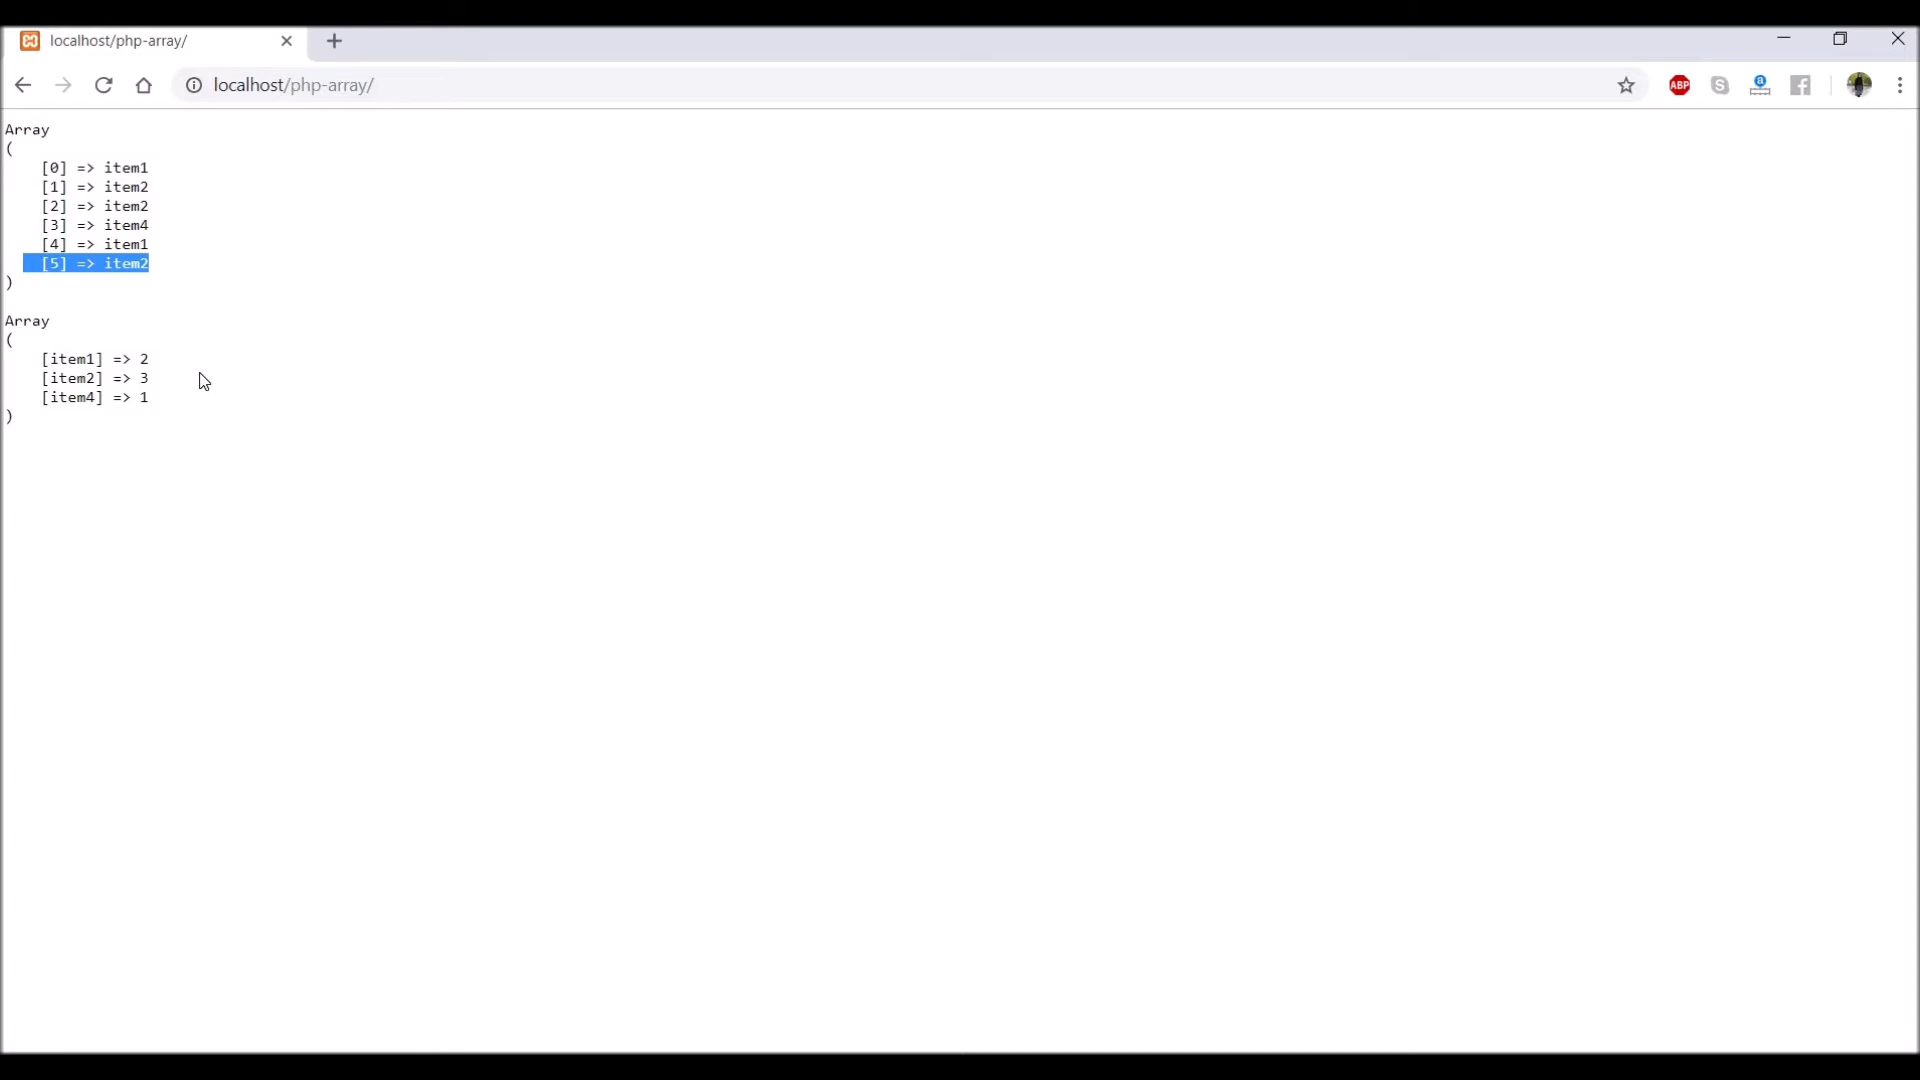 localhost/php-array/
localhost/php-array/
ABP
Array
(
    [0] => item1
    [1] => item2
    [2] => item2
    [3] => item4
    [4] => item1
    [5] => item2
)
Array
(
    [item1] => 2
    [item2] => 3
    [item4] => 1
)